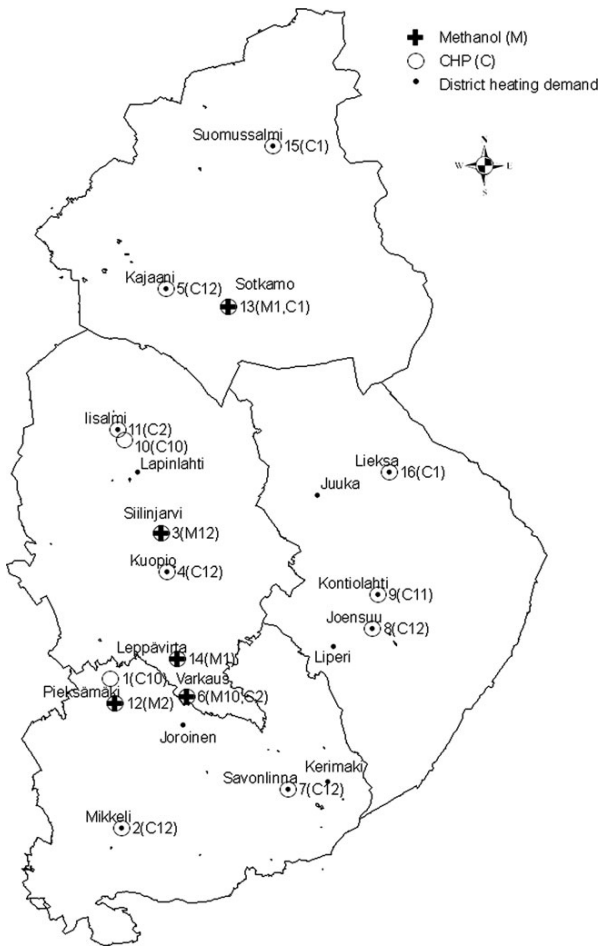 Methanol (M)
CHP (C)
District heating demand
N
W E
S
Suomussalmi
15(C1)
Kajaani
5(C12)
Sotkamo
13(M1,C1)
Iisalmi
11(C2)
10(C10)
Lapinlahti
Lieksa
16(C1)
Juuka
Siilinjarvi
3(M12)
Kuopio
4(C12)
Kontiolahti
9(C11)
Joensuu
8(C12)
Liperi
Leppävirta
14(M1)
1(C10)
Varkaus
Pieksämäki
12(M2)
6(M10,C2)
Joroinen
Kerimäki
Savonlinna
7(C12)
Mikkeli
2(C12)